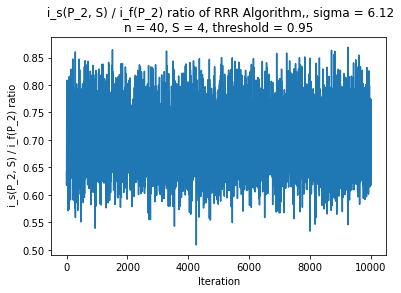 i_s(P_2, S) / i_f(P_2) ratio of RRR Algorithm,, sigma = 6.12
n = 40, S = 4, threshold = 0.95
i_s(P_2, S) / i_f(P_2) ratio
0.85
0.80
0.75
0.70
0.65
0.60
0.55
0.50
0 2000 4000 6000 8000 10000
Iteration